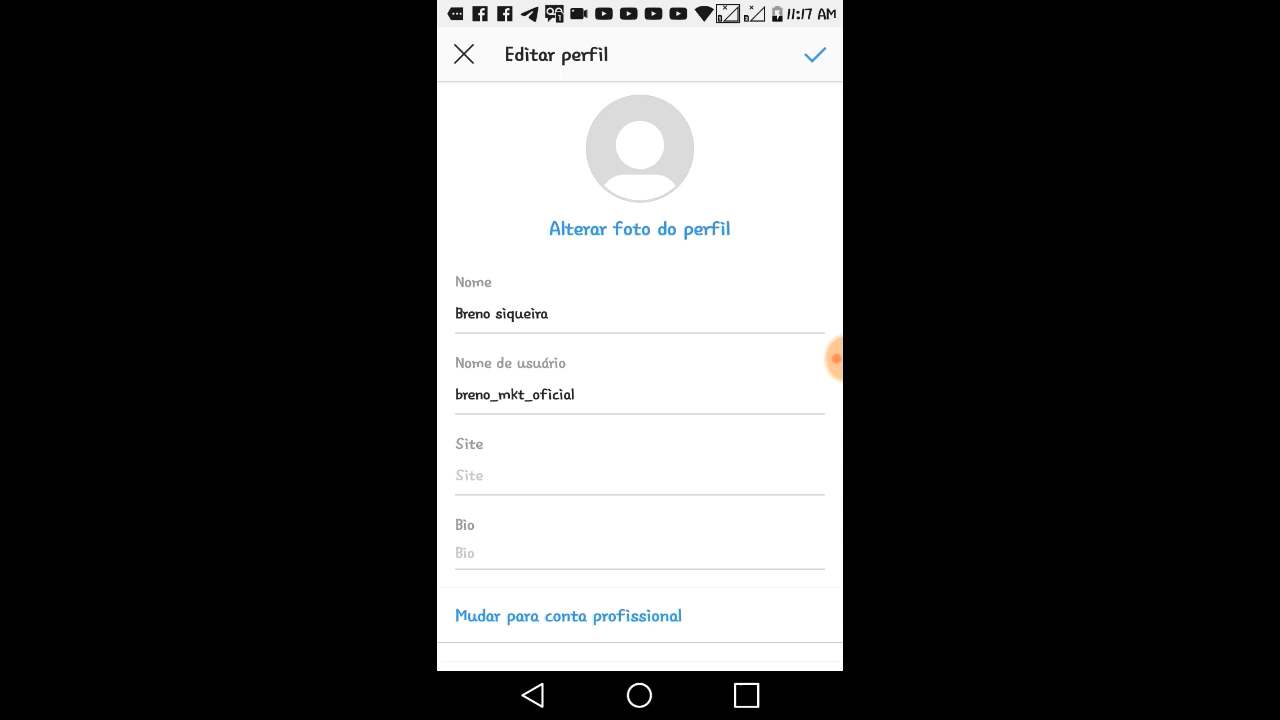 11:17 AM
Editar perfil
Alterar foto do perfil
Nome
Breno siqueira
Nome de usuário
breno_mkt_oficial
Site
Site
Bio
Bio
Mudar para conta profissional